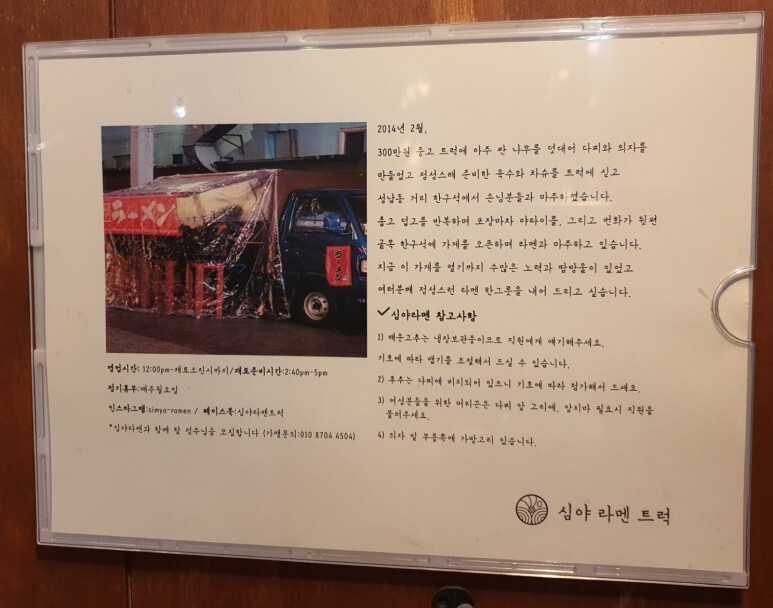 ラーメン
ラーメン
영업시간: 12:00pm-재료소진시까지/재료준비시간:2:40pm-5pm
정기휴무:매주월요일
인스타그램:simya-ramen / 페이스북:심야라멘트럭
*심야라멘과 함께 할 점주님을 모집합니다 (가맹문의:010 8704 4504)
2014년 2월,
300만원 중고 트럭에 아주 싼 나무를 덧대어 다찌와 의자를
만들었고 정성스레 준비한 육수와 차슈를 트럭에 싣고
성남동 거리 한구석에서 손님분들과 마주하였습니다.
춥고 덥고를 반복하며 포장마차 야타이를, 그리고 번화가 뒷편
골목 한구석에 가게를 오픈하며 라멘과 마주하고 있습니다.
지금 이 가게를 열기까지 수많은 노력과 땀방울이 있었고
여러분께 정성스런 라멘 한그릇을 내어 드리고 싶습니다.
✓심야라멘 참고사항
1) 매운고추는 냉장보관중이므로 직원에게 얘기해주세요.
기호에 따라 맵기를 조절해서 드실 수 있습니다.
2) 후추는 다찌에 비치되어 있으니 기호에 따라 첨가해서 드세요.
3) 여성분들을 위한 머리끈은 다찌 앞 고리에, 앞치마 필요시 직원을
불러주세요.
4) 의자 밑 무릎쪽에 가방고리 있습니다.
심야 라멘 트럭